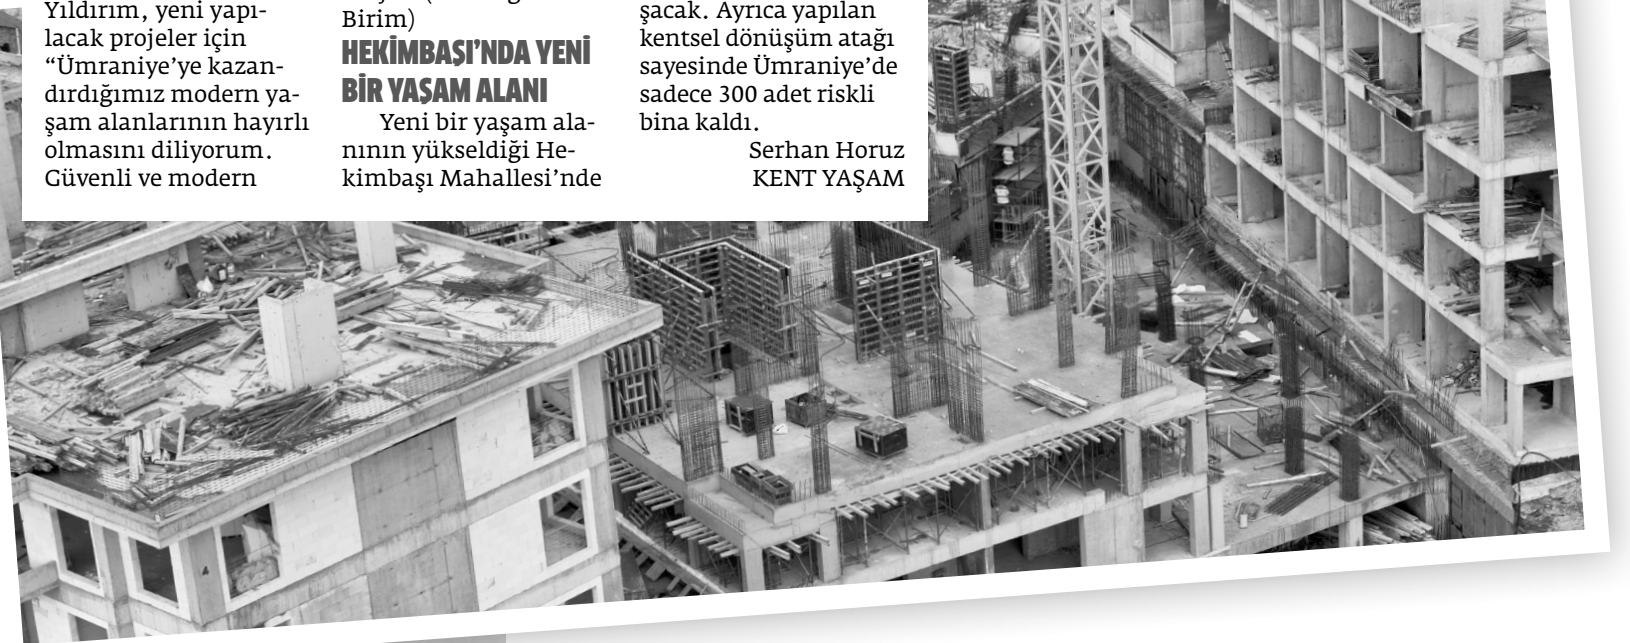 Yıldırım, yeni yapı-
lacak projeler için
“Ümraniye’ye kazan-
dırdığımız modern ya-
şam alanlarının hayırlı
olmasını diliyorum.
Güvenli ve modern
Birim)
HEKİMBAŞI’NDA YENİ
BİR YAŞAM ALANI
Yeni bir yaşam ala-
nının yükseldiği He-
kimbaşı Mahallesi’nde
şacak. Ayrıca yapılan
kentsel dönüşüm atağı
sayesinde Ümraniye’de
sadece 300 adet riskli
bina kaldı.
Serhan Horuz
KENT YAŞAM